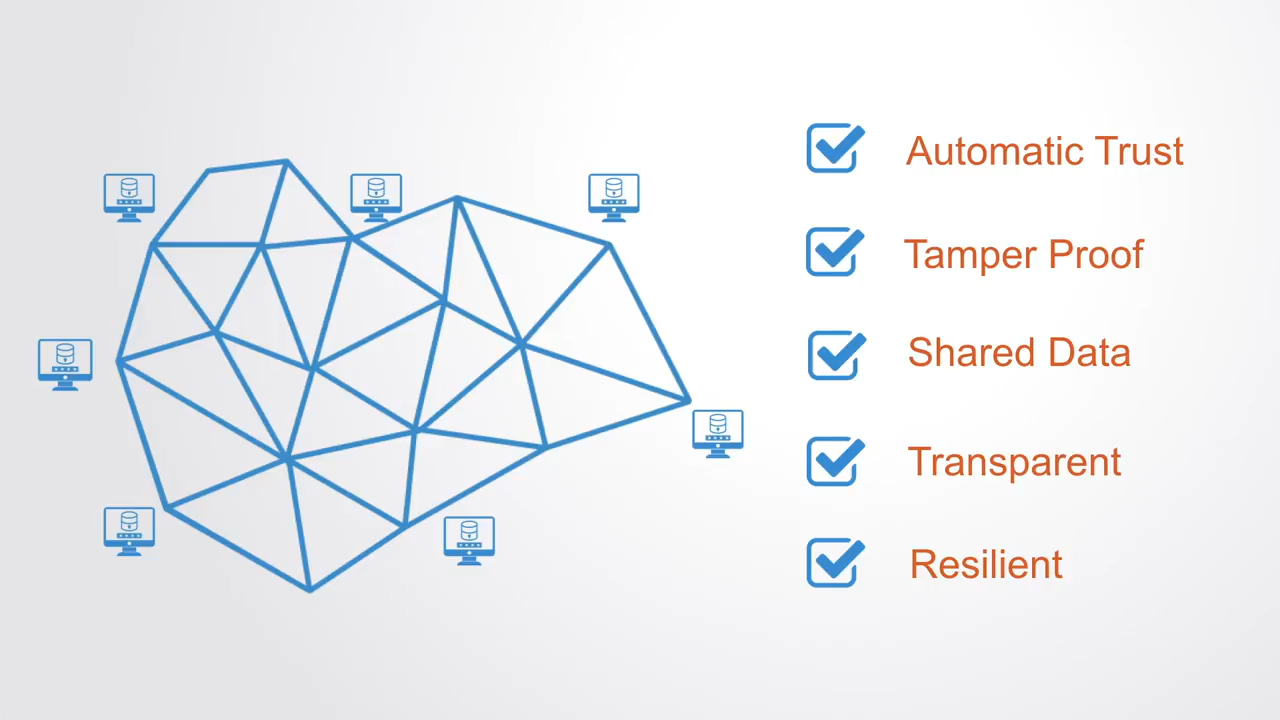 Automatic Trust
Tamper Proof
Shared Data
Transparent
Resilient